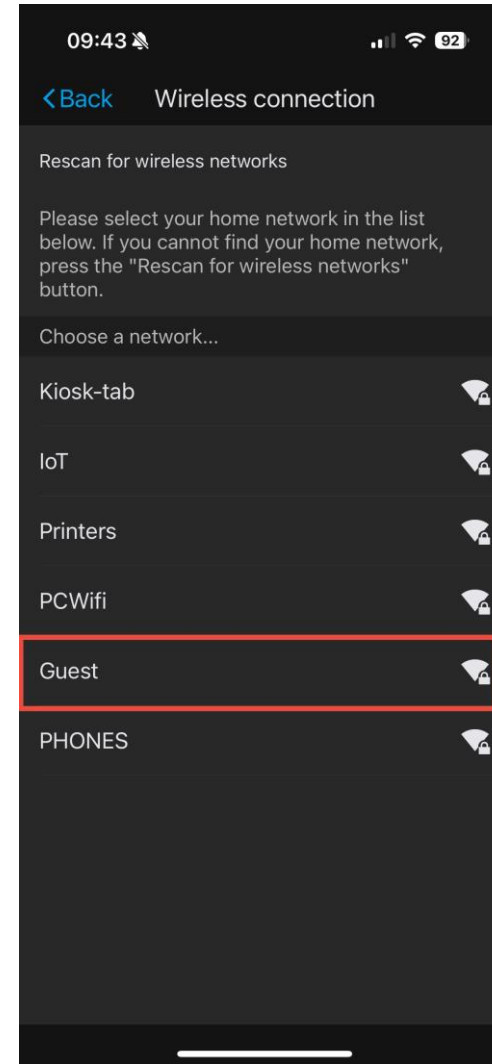 09:43 92
Back Wireless connection
Rescan for wireless networks
Please select your home network in the list
below. If you cannot find your home network,
press the "Rescan for wireless networks"
button.
Choose a network...
Kiosk-tab
IoT
Printers
PCWifi
Guest
PHONES